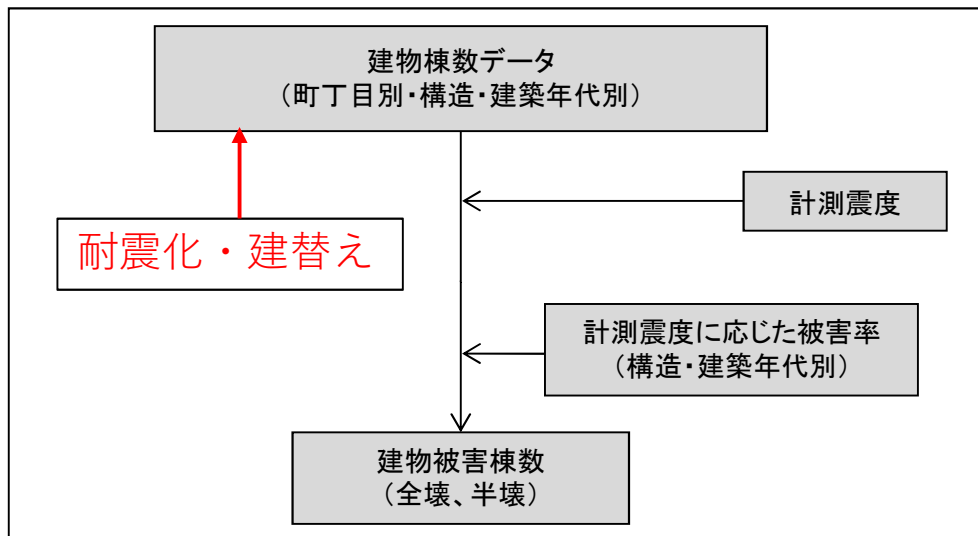 建物棟数データ
（町丁目別・構造・建築年代別）
計測震度
耐震化・建替え
計測震度に応じた被害率
（構造・建築年代別）
建物被害棟数
（全壊、半壊）